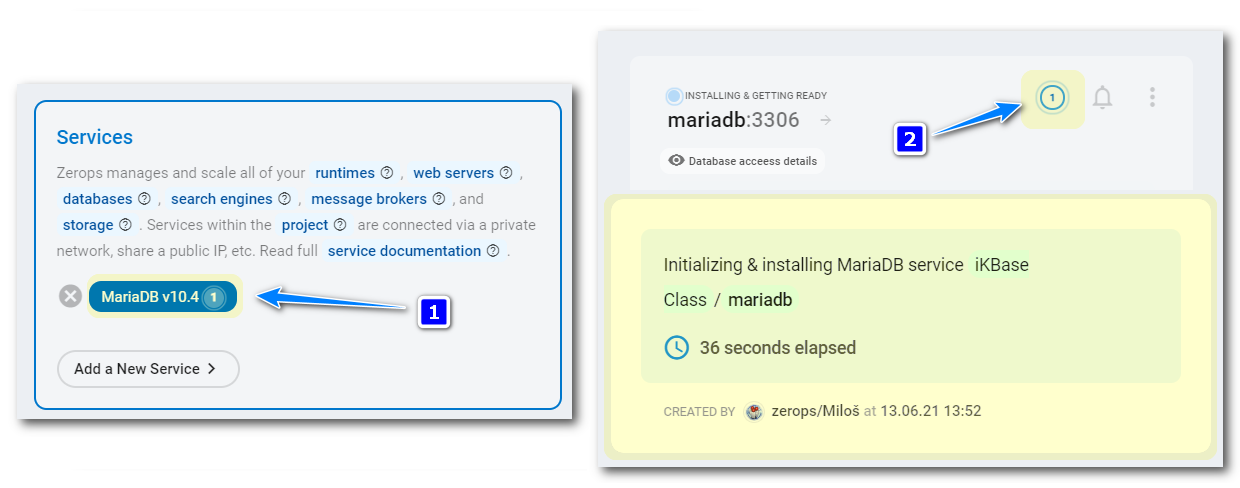 Services
Zerops manages and scale all of your runtimes ? , web servers ? ,
databases ? , search engines ? , message brokers ? , and
storage ? . Services within the project ? are connected via a private
network, share a public IP, etc. Read full service documentation ? .
MariaDB v10.4 1
1
Add a New Service >
INSTALLING & GETTING READY
1
mariadb:3306 →
2
Database acceess details
Initializing & installing MariaDB service iKBase
Class / mariadb
36 seconds elapsed
CREATED BY zerops/Miloš at 13.06.21 13:52